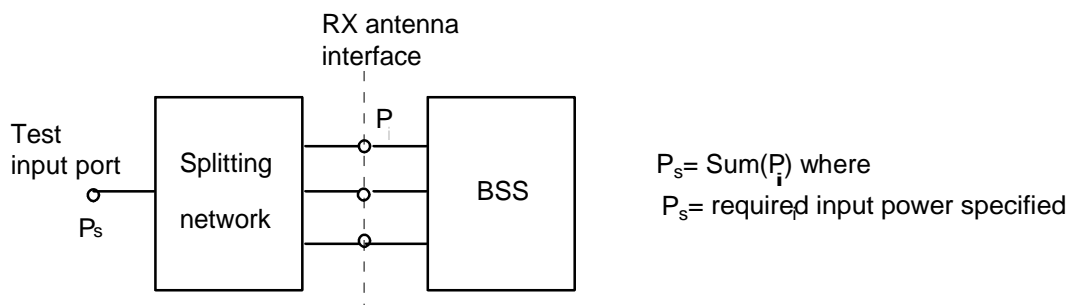 RX antenna
interface
Test
input port
Ps
Splitting
network
Pi
BSS
Ps= Sum(Pi) where
Ps= required input power specified